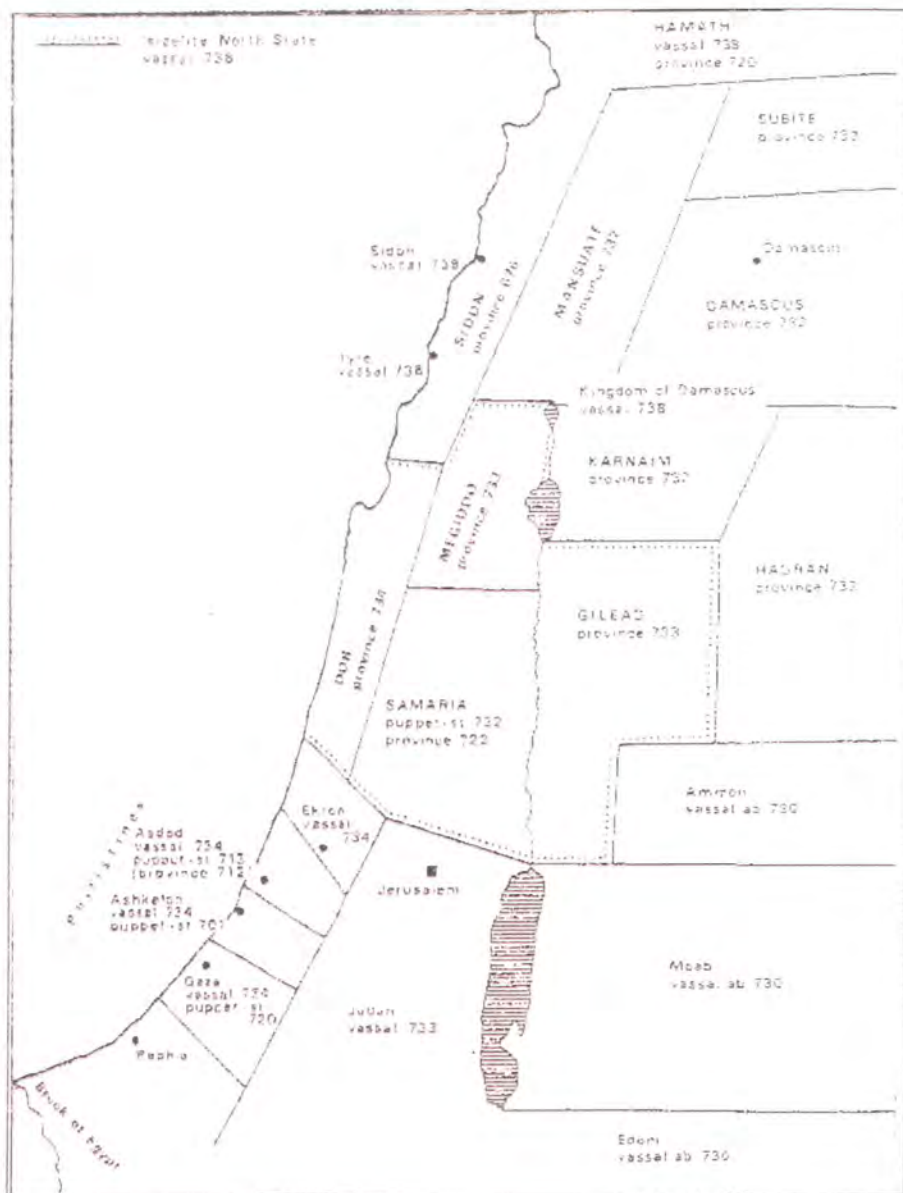 Israelite North State
vassal 738
HAMATH
vassal 738
province 720
SUBITE
province 732
Sidon
vassal 738
SIDON
province 676
MANSUATE
province 732
Damascus
DAMASCUS
province 732
Tyre
vassal 738
Kingdom of Damascus
vassal 738
KARNAIM
province 732
MEGIDDO
province 733
HAURAN
province 732
GILEAD
province 733
DOR
province 734
SAMARIA
puppet-st 732
province 722
Ammon
vassal ab 730
Philistines
Ekron
vassal
734
Asdod
vassal 734
puppet-st 713
(province 712)
Jerusalem
Ashkelon
vassal 734
puppet-st 701
Moab
vassal ab 730
Gaza
vassal 734
puppet-st
720
Judah
vassal 733
Raphia
Brook of Egypt
Edom
vassal ab 730